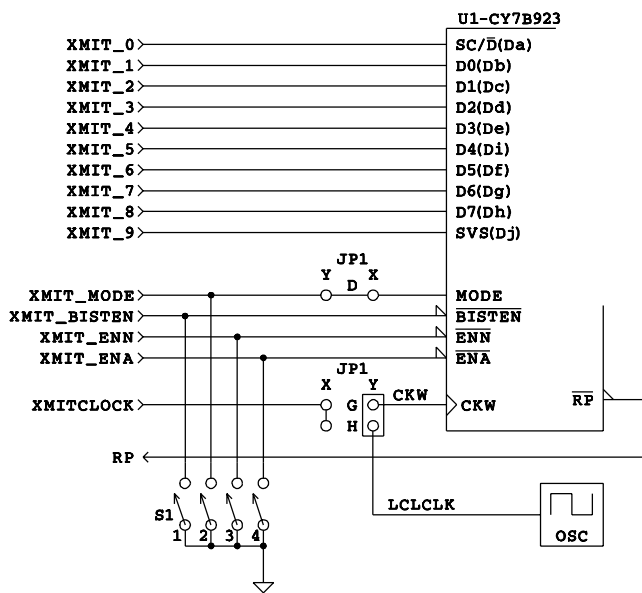 U1-CY7B923
XMIT_0 SC/D̅(Da)
XMIT_1 D0(Db)
XMIT_2 D1(Dc)
XMIT_3 D2(Dd)
XMIT_4 D3(De)
XMIT_5 D4(Di)
XMIT_6 D5(Df)
XMIT_7 D6(Dg)
XMIT_8 D7(Dh)
XMIT_9 SVS(Dj)
JP1
Y D X
XMIT_MODE MODE
XMIT_BISTEN BISTEN
XMIT_ENN ENN
XMIT_ENA ENA
JP1
X Y
XMITCLOCK G CKW CKW RP
H
RP
S1
1 2 3 4
LCLCLK
OSC